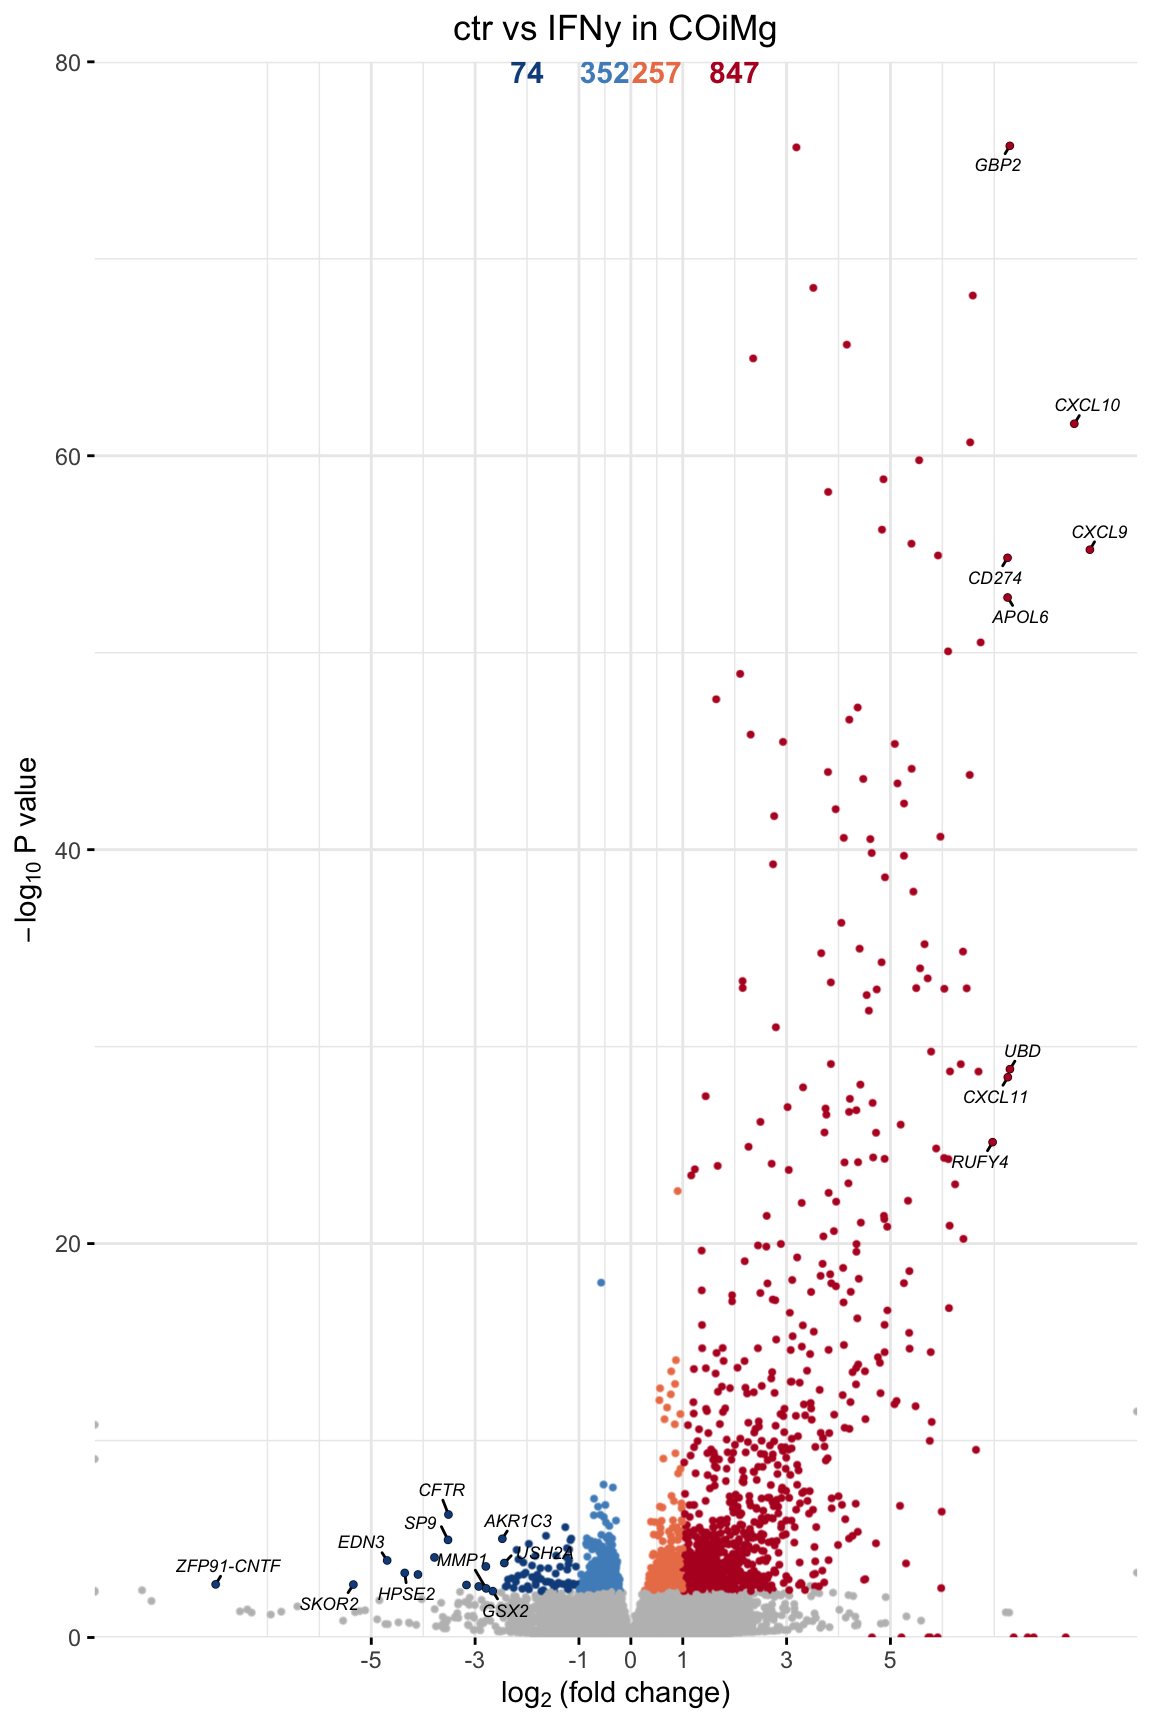 ctr vs IFNy in COiMg
74 352 257 847
80
60
40
20
0
−log10 P value
GBP2
CXCL10
CXCL9
CD274
APOL6
UBD
CXCL11
RUFY4
CFTR
SP9
AKR1C3
EDN3
USH2A
MMP1
ZFP91-CNTF
HPSE2
SKOR2
GSX2
-5 -3 -1 0 1 3 5
log2 (fold change)